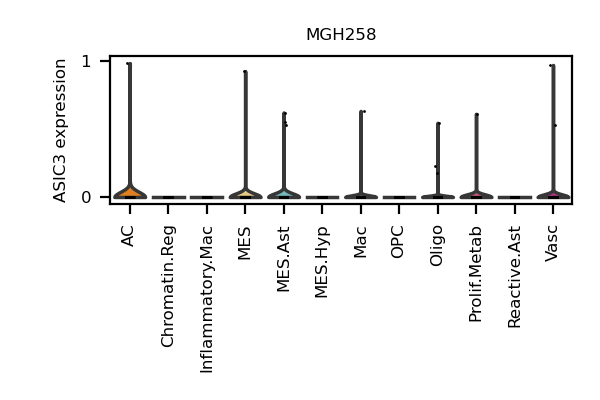 MGH258
ASIC3 expression
1
0
AC
Chromatin.Reg
Inflammatory.Mac
MES
MES.Ast
MES.Hyp
Mac
OPC
Oligo
Prolif.Metab
Reactive.Ast
Vasc